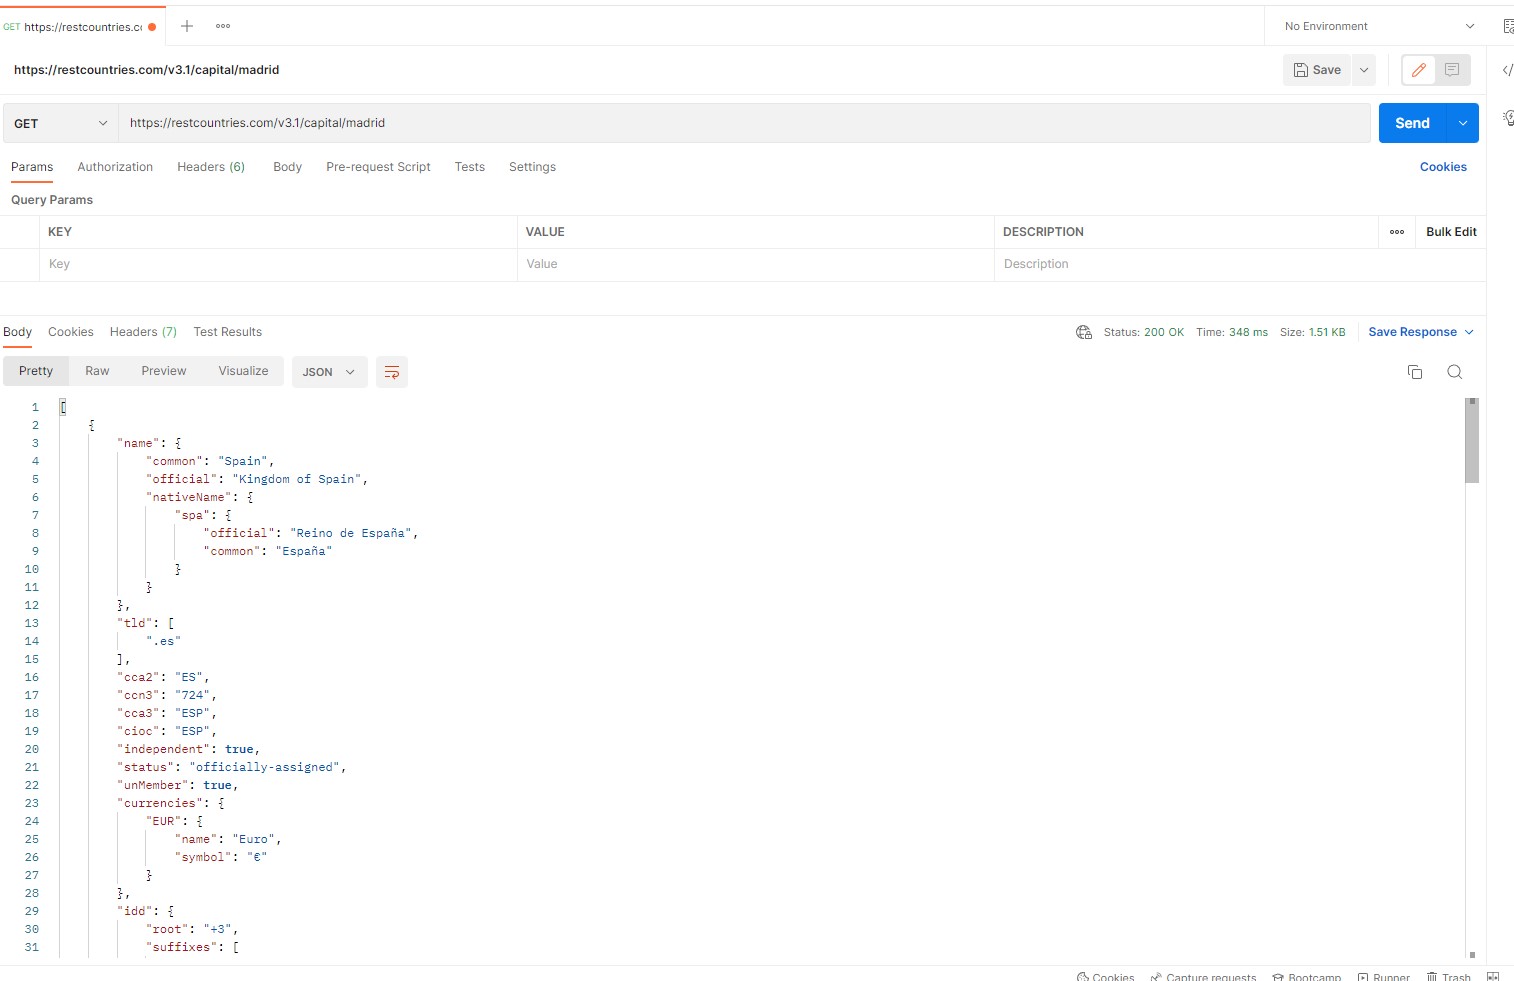 GET https://restcountries.c
No Environment
https://restcountries.com/v3.1/capital/madrid
Save
GET https://restcountries.com/v3.1/capital/madrid
Send
Params Authorization Headers (6) Body Pre-request Script Tests Settings Cookies
Query Params
KEY VALUE DESCRIPTION Bulk Edit
Key Value Description
Body Cookies Headers (7) Test Results Status: 200 OK Time: 348 ms Size: 1.51 KB Save Response
Pretty Raw Preview Visualize JSON
1 [
2 {
3 "name": {
4 "common": "Spain",
5 "official": "Kingdom of Spain",
6 "nativeName": {
7 "spa": {
8 "official": "Reino de España",
9 "common": "España"
10 }
11 }
12 },
13 "tld": [
14 ".es"
15 ],
16 "cca2": "ES",
17 "ccn3": "724",
18 "cca3": "ESP",
19 "cioc": "ESP",
20 "independent": true,
21 "status": "officially-assigned",
22 "unMember": true,
23 "currencies": {
24 "EUR": {
25 "name": "Euro",
26 "symbol": "€"
27 }
28 },
29 "idd": {
30 "root": "+3",
31 "suffixes": [
Cookies Capture requests Bootcamp Runner Trash